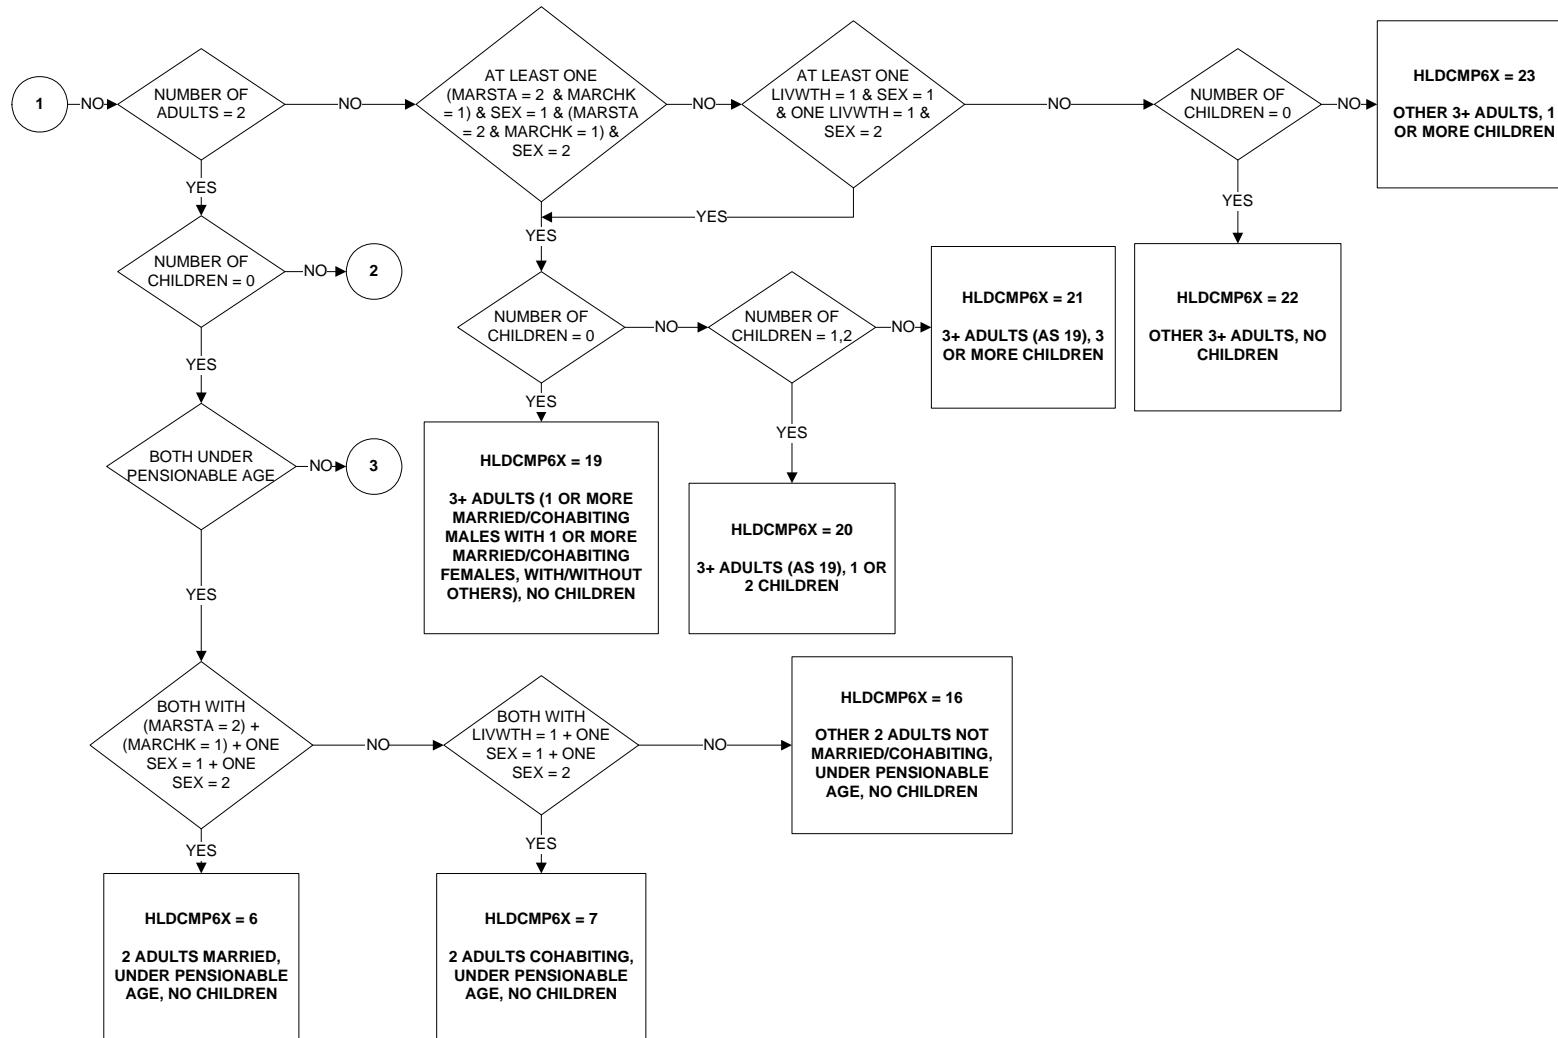 1
NO
NUMBER OF
ADULTS = 2
NO
AT LEAST ONE
(MARSTA = 2 & MARCHK
= 1) & SEX = 1 & (MARSTA
= 2 & MARCHK = 1) &
SEX = 2
NO
AT LEAST ONE
LIVWTH = 1 & SEX = 1
& ONE LIVWTH = 1 &
SEX = 2
NO
NUMBER OF
CHILDREN = 0
NO
HLDCMP6X = 23
OTHER 3+ ADULTS, 1
OR MORE CHILDREN
YES
YES
YES
YES
NUMBER OF
CHILDREN = 0
NO
2
NUMBER OF
CHILDREN = 0
NO
NUMBER OF
CHILDREN = 1,2
NO
HLDCMP6X = 21
3+ ADULTS (AS 19), 3
OR MORE CHILDREN
HLDCMP6X = 22
OTHER 3+ ADULTS, NO
CHILDREN
YES
YES
YES
BOTH UNDER
PENSIONABLE AGE
NO
3
HLDCMP6X = 19
3+ ADULTS (1 OR MORE
MARRIED/COHABITING
MALES WITH 1 OR MORE
MARRIED/COHABITING
FEMALES, WITH/WITHOUT
OTHERS), NO CHILDREN
HLDCMP6X = 20
3+ ADULTS (AS 19), 1 OR
2 CHILDREN
YES
BOTH WITH
(MARSTA = 2) +
(MARCHK = 1) + ONE
SEX = 1 + ONE
SEX = 2
NO
BOTH WITH
LIVWTH = 1 + ONE
SEX = 1 + ONE
SEX = 2
NO
HLDCMP6X = 16
OTHER 2 ADULTS NOT
MARRIED/COHABITING,
UNDER PENSIONABLE
AGE, NO CHILDREN
YES
YES
HLDCMP6X = 6
2 ADULTS MARRIED,
UNDER PENSIONABLE
AGE, NO CHILDREN
HLDCMP6X = 7
2 ADULTS COHABITING,
UNDER PENSIONABLE
AGE, NO CHILDREN